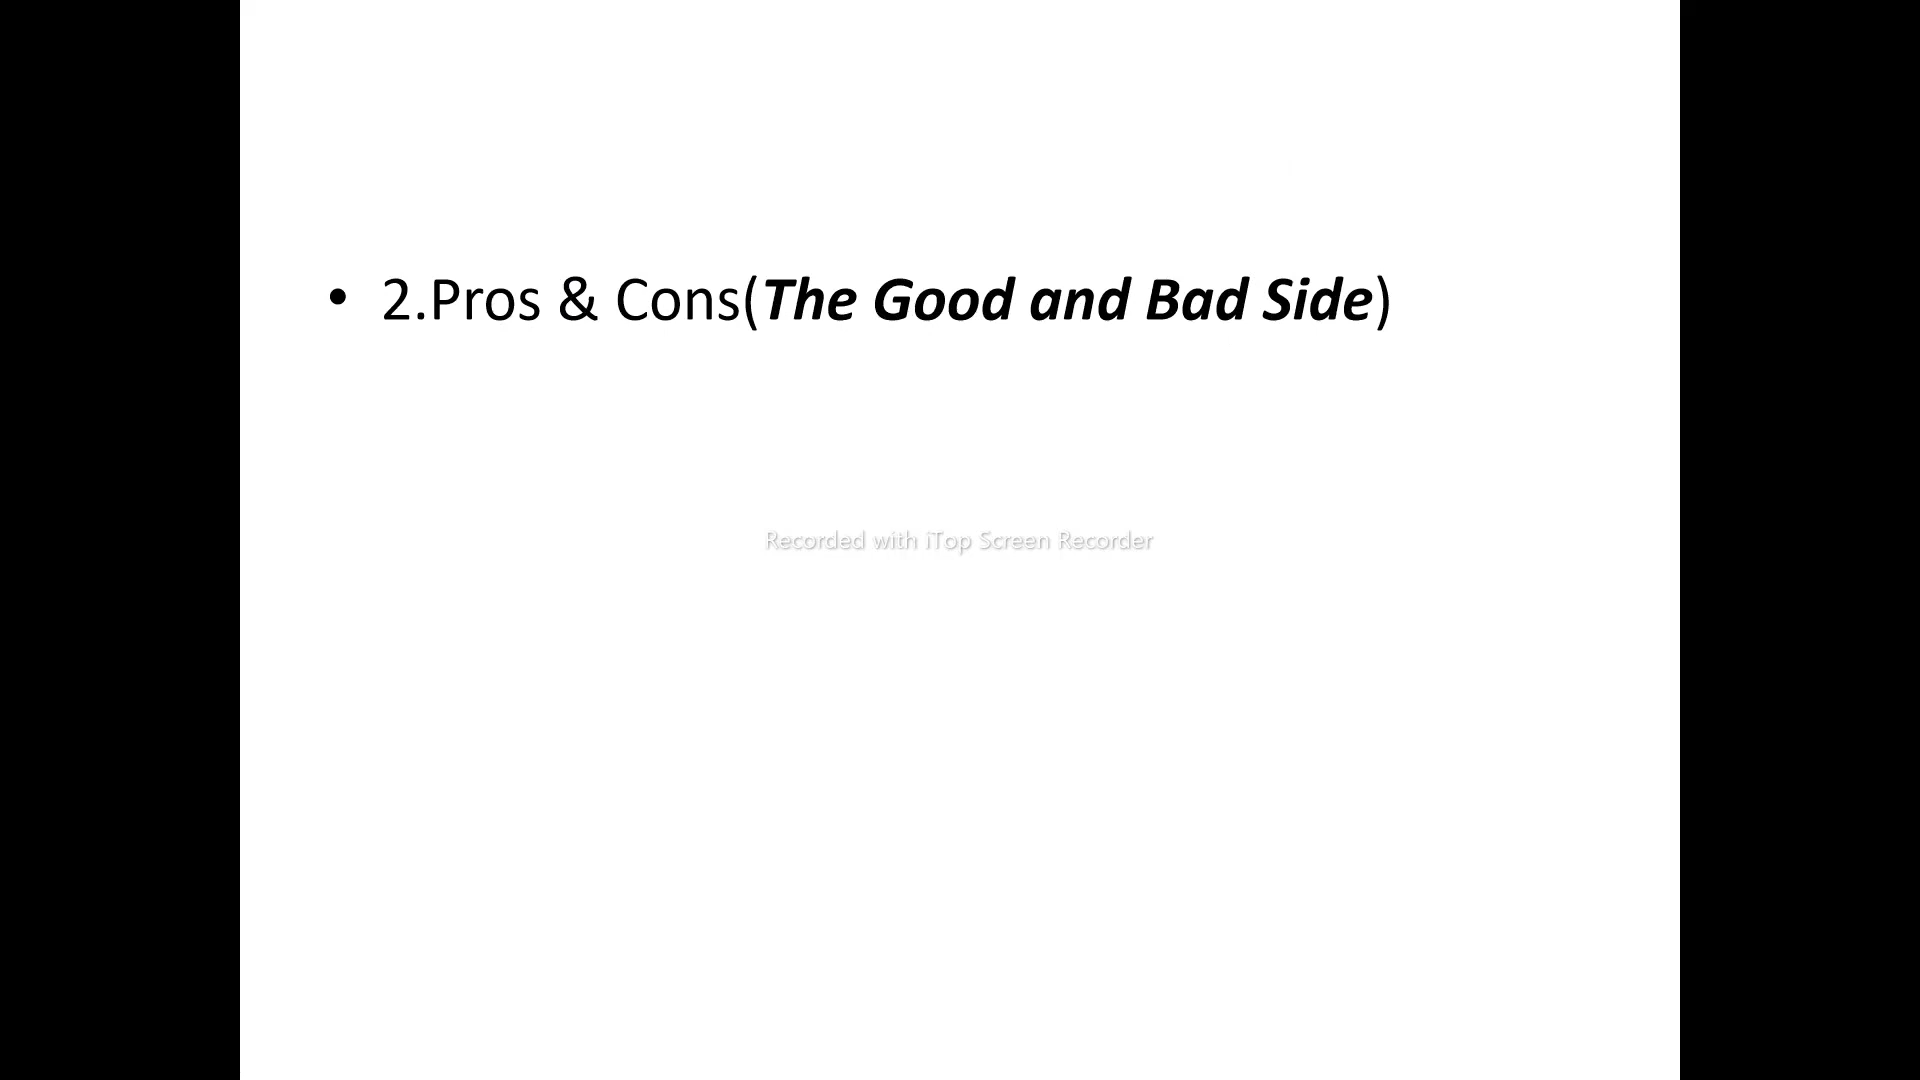 • 2.Pros & Cons(The Good and Bad Side)
Recorded with iTop Screen Recorder